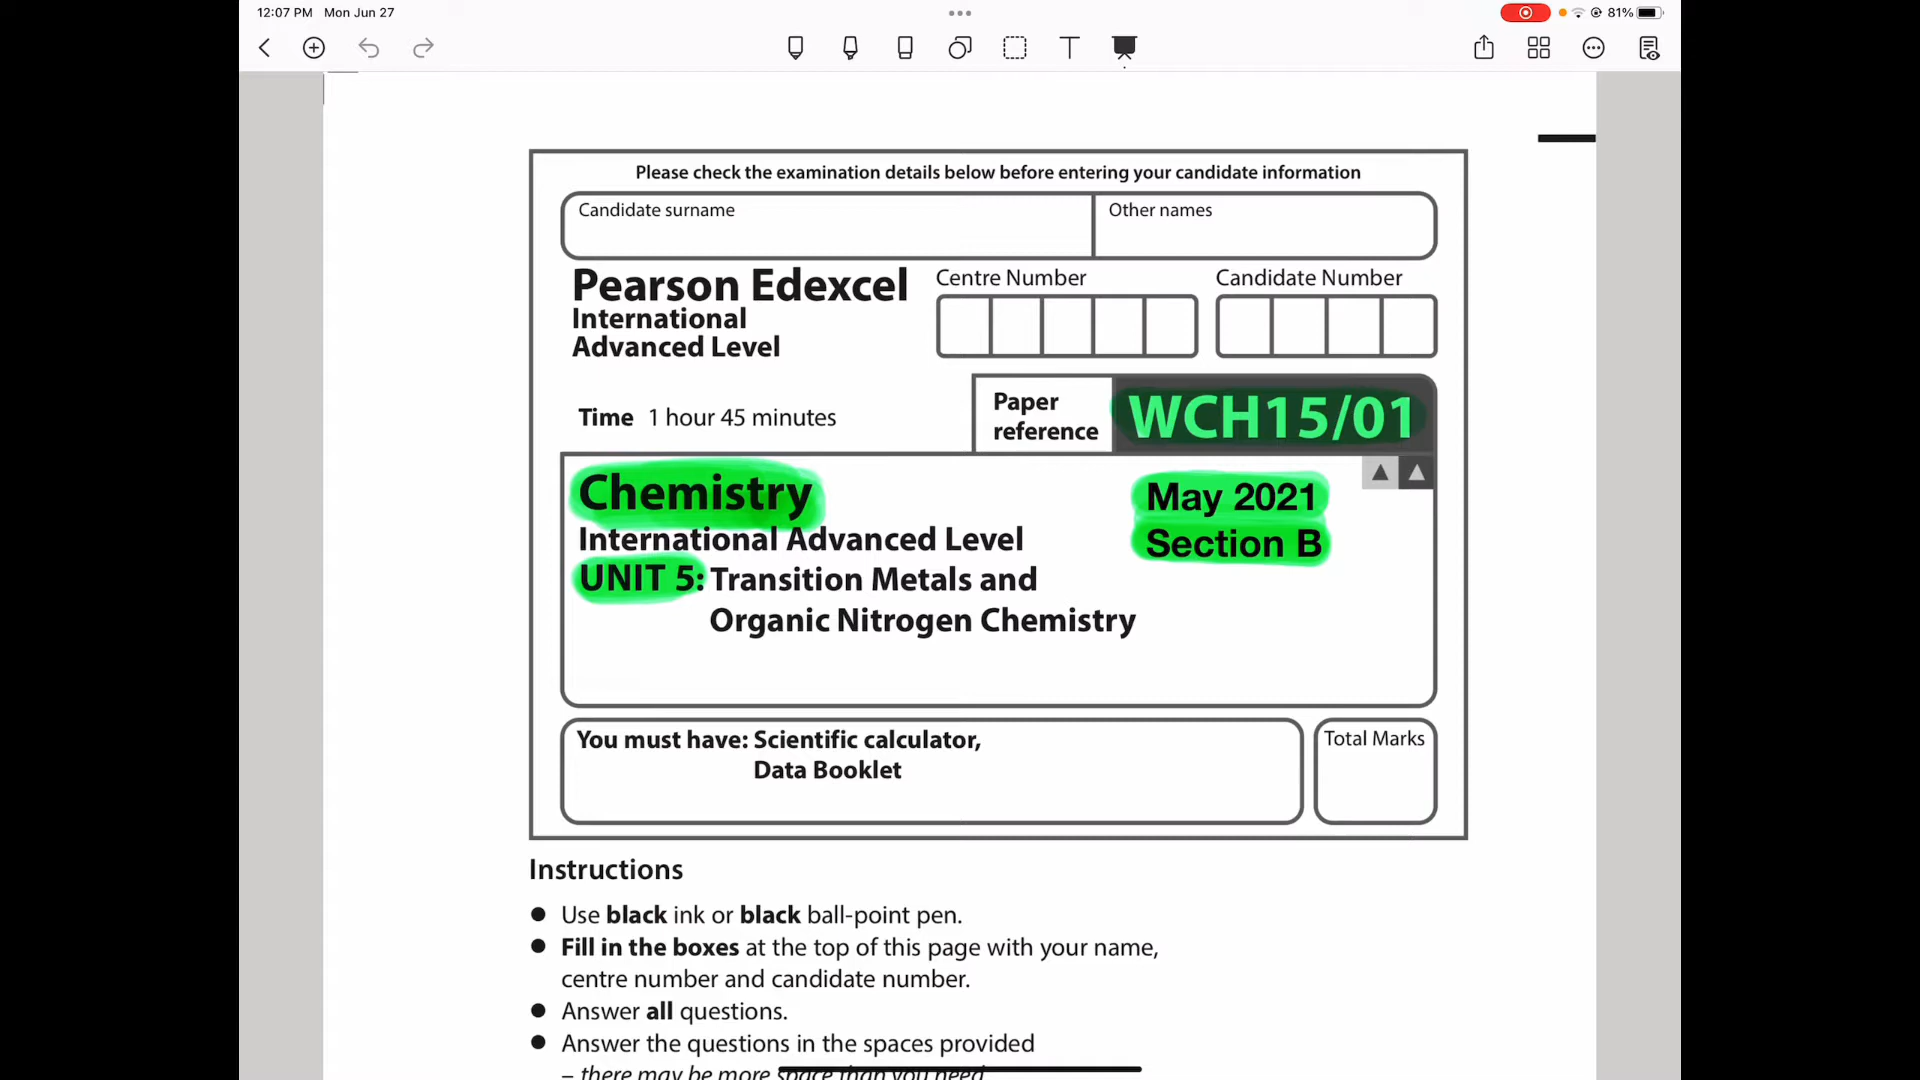 12:07 PM Mon Jun 27
81%
Please check the examination details below before entering your candidate information
Candidate surname
Other names
Pearson Edexcel
International
Advanced Level
Centre Number
Candidate Number
Time 1 hour 45 minutes
Paper
reference
WCH15/01
Chemistry
International Advanced Level
UNIT 5: Transition Metals and
Organic Nitrogen Chemistry
May 2021
Section B
You must have: Scientific calculator,
Data Booklet
Total Marks
Instructions
● Use black ink or black ball-point pen.
● Fill in the boxes at the top of this page with your name,
centre number and candidate number.
● Answer all questions.
● Answer the questions in the spaces provided
– there may be more space than you need